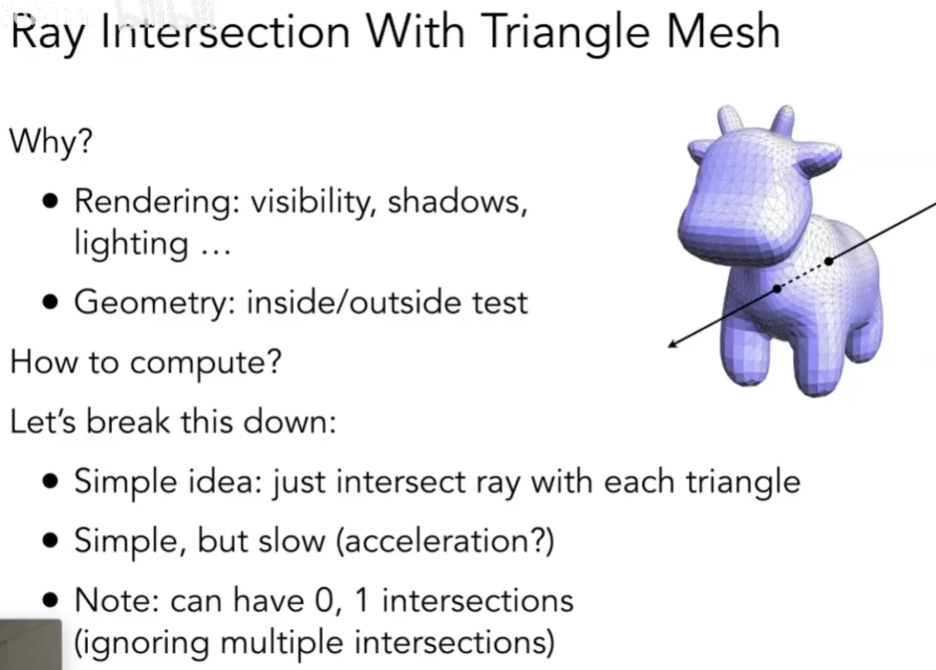 Ray Intersection With Triangle Mesh
Why?
• Rendering: visibility, shadows,
lighting …
• Geometry: inside/outside test
How to compute?
Let’s break this down:
• Simple idea: just intersect ray with each triangle
• Simple, but slow (acceleration?)
• Note: can have 0, 1 intersections
(ignoring multiple intersections)